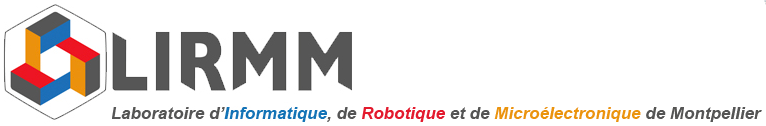 LIRMM
Laboratoire d'Informatique, de Robotique et de Microélectronique de Montpellier